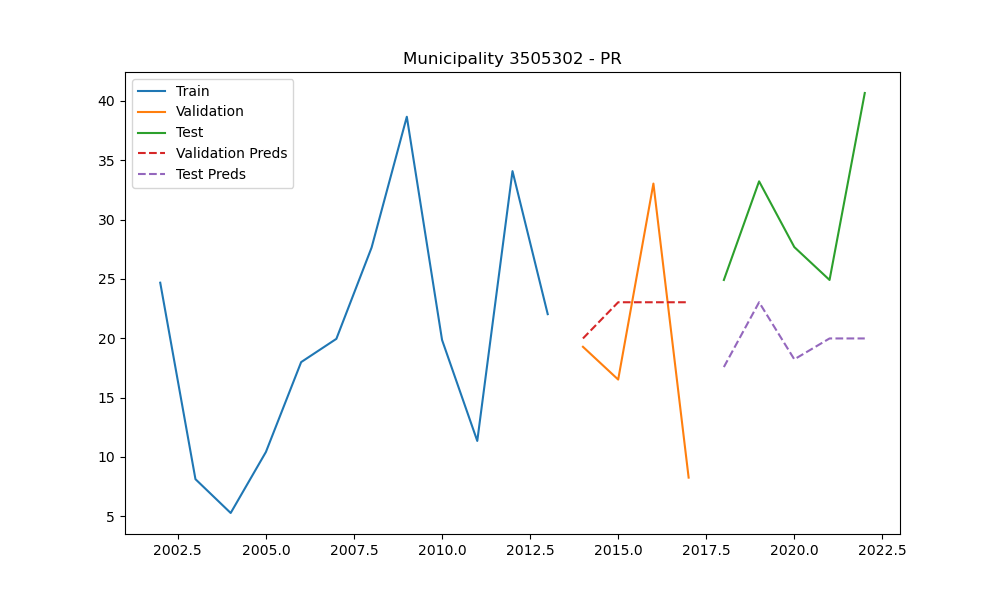 Municipality 3505302 - PR
Train
Validation
Test
Validation Preds
Test Preds
40
35
30
25
20
15
10
5
2002.5 2005.0 2007.5 2010.0 2012.5 2015.0 2017.5 2020.0 2022.5